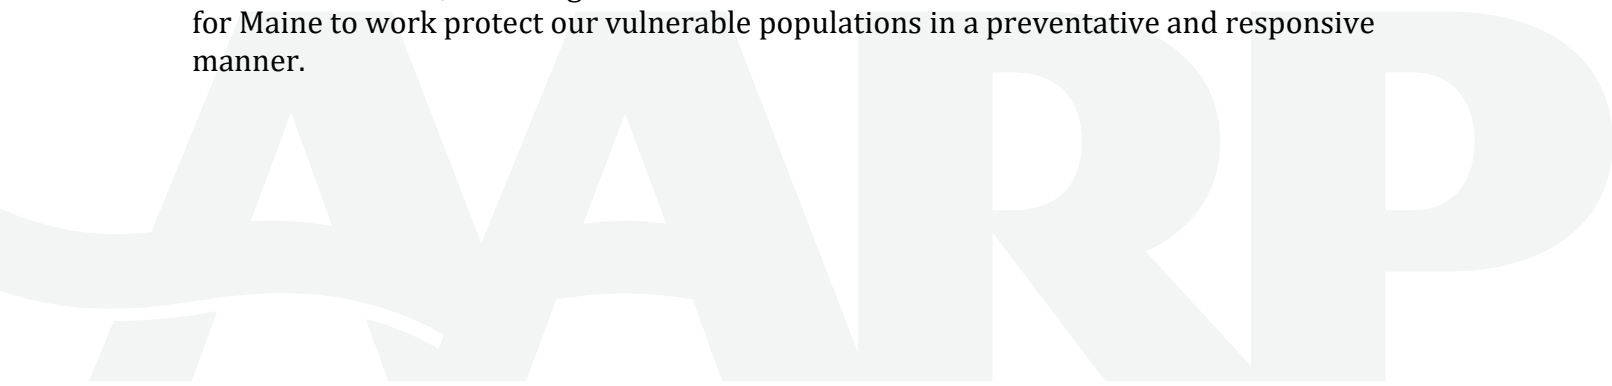 for Maine to work protect our vulnerable populations in a preventative and responsive
manner.
AARP